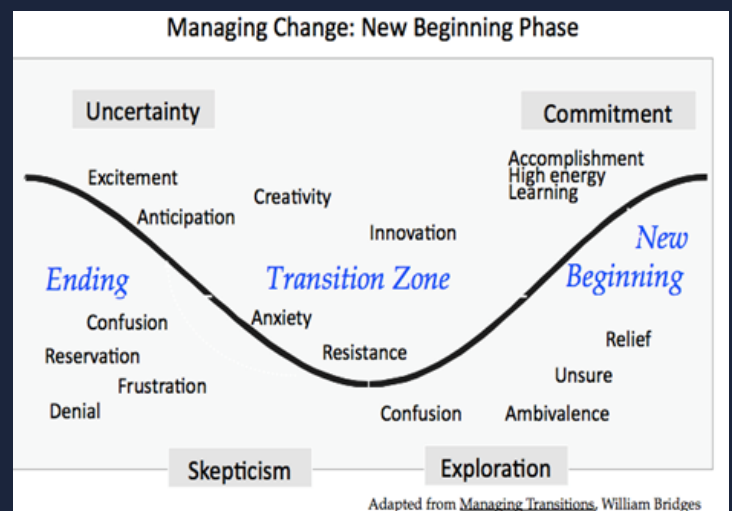 Managing Change: New Beginning Phase
Uncertainty
Commitment
Accomplishment
High energy
Learning
Excitement
Creativity
Anticipation
Innovation
New
Beginning
Ending
Transition Zone
Anxiety
Confusion
Relief
Reservation
Resistance
Unsure
Frustration
Denial
Confusion
Ambivalence
Skepticism
Exploration
Adapted from Managing Transitions, William Bridges